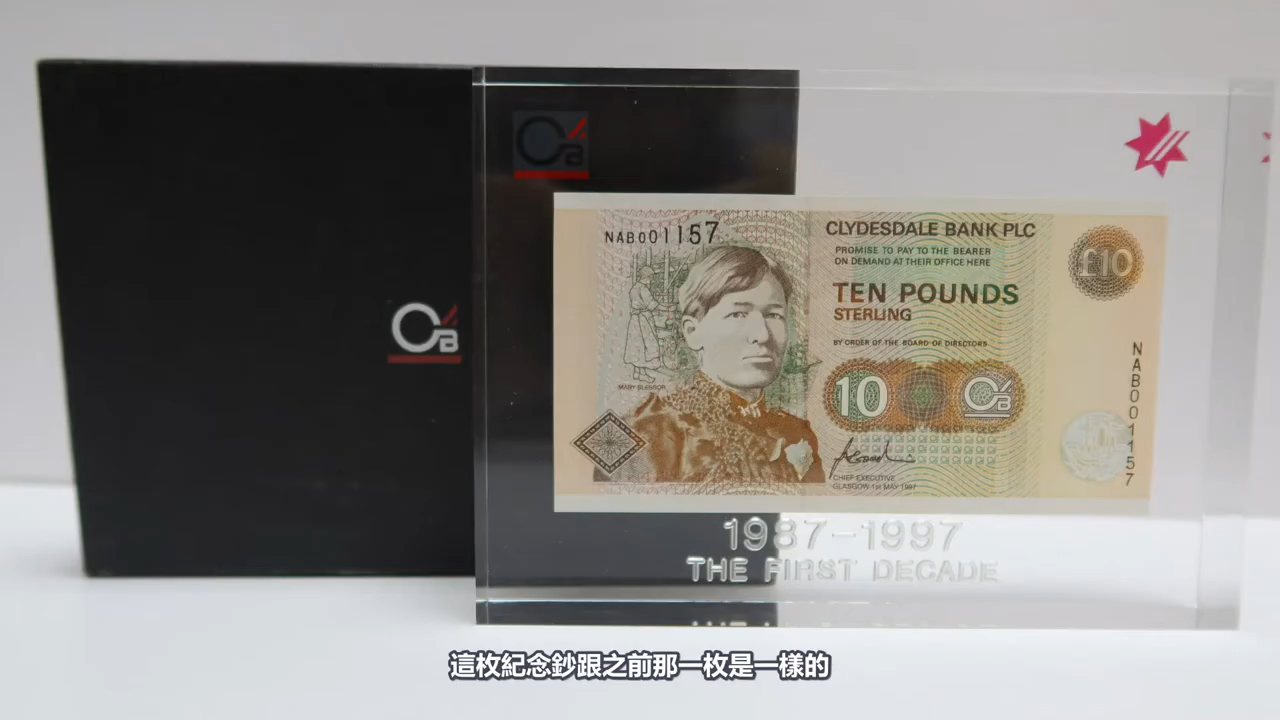 CB
CB
NAB001157
CLYDESDALE BANK PLC
PROMISE TO PAY TO THE BEARER
ON DEMAND AT THEIR OFFICE HERE
£10
TEN POUNDS
STERLING
BY ORDER OF THE BOARD OF DIRECTORS
MARY SLESSOR
10
CB
NAB001157
CHIEF EXECUTIVE
GLASGOW 1st MAY 1997
1987-1997
THE FIRST DECADE
這枚紀念鈔跟之前那一枚是一樣的